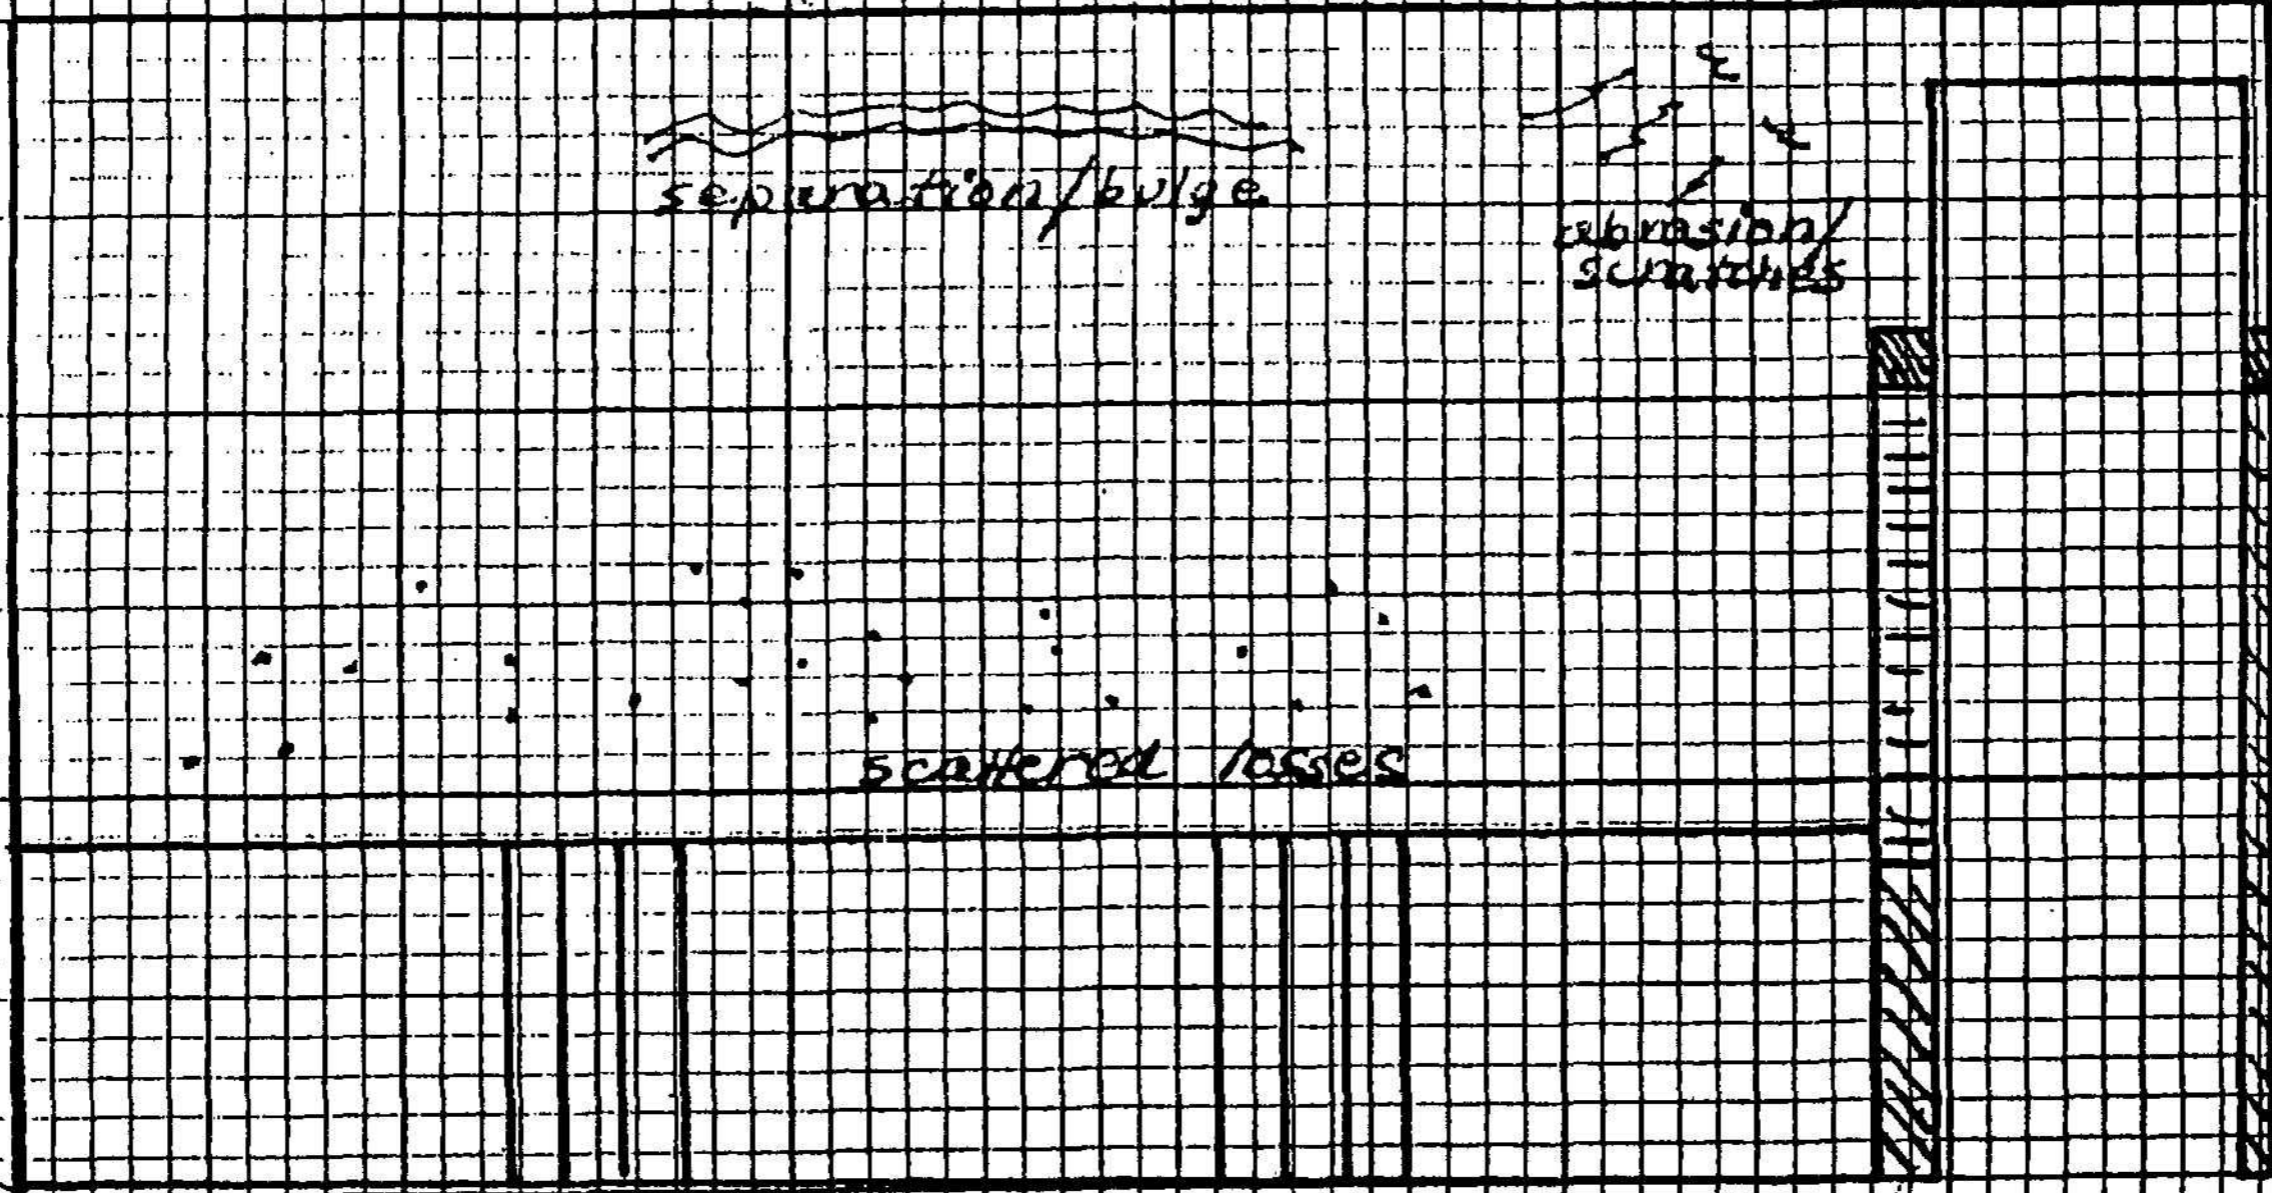 separation/bulge
abrasion/
scratches
scattered losses